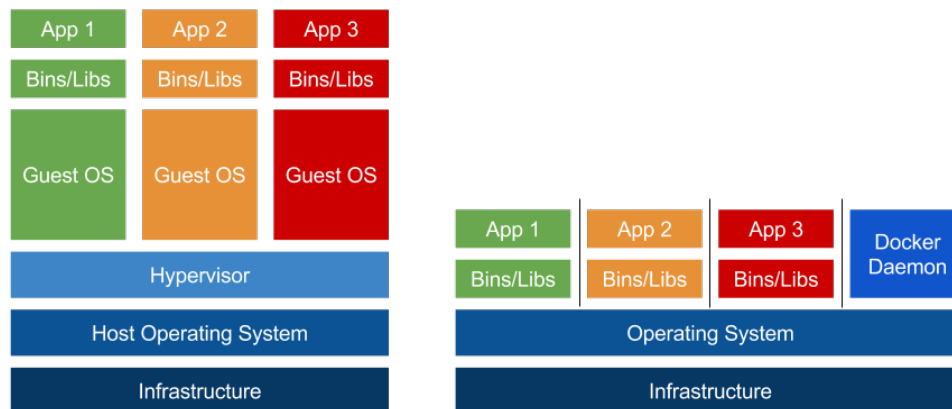 App 1
App 2
App 3
Bins/Libs
Bins/Libs
Bins/Libs
Guest OS
Guest OS
Guest OS
Hypervisor
Host Operating System
Infrastructure
App 1
App 2
App 3
Bins/Libs
Bins/Libs
Bins/Libs
Docker
Daemon
Operating System
Infrastructure